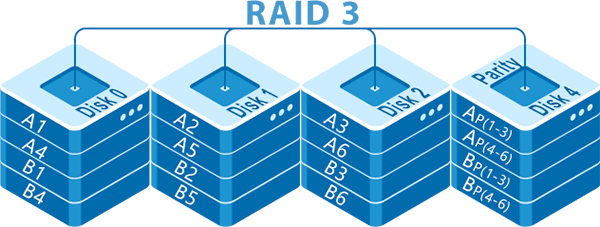 RAID 3
Disk 0
A1
A4
B1
B4
Disk 1
A2
A5
B2
B5
Disk 2
A3
A6
B3
B6
Parity
Disk 4
AP(1-3)
AP(4-6)
BP(1-3)
BP(4-6)